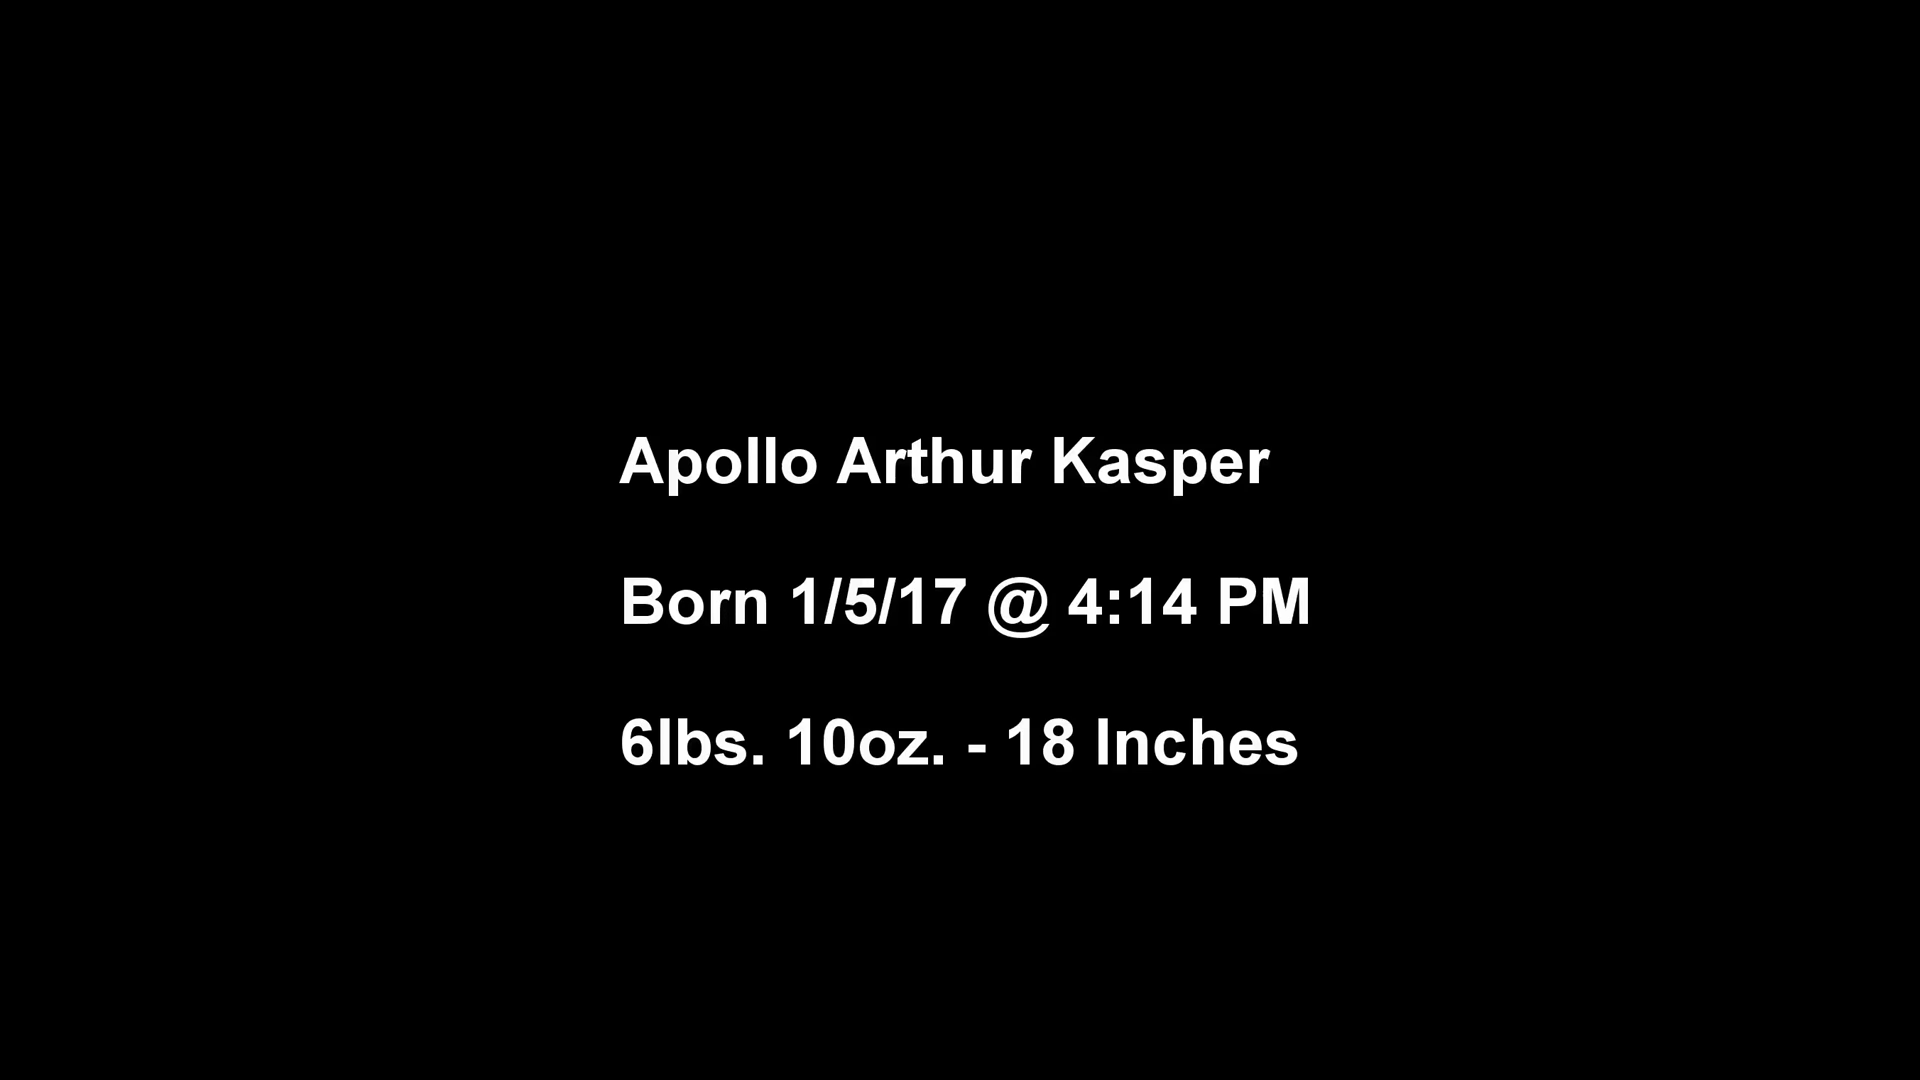 Apollo Arthur Kasper
Born 1/5/17 @ 4:14 PM
6lbs. 10oz. - 18 Inches